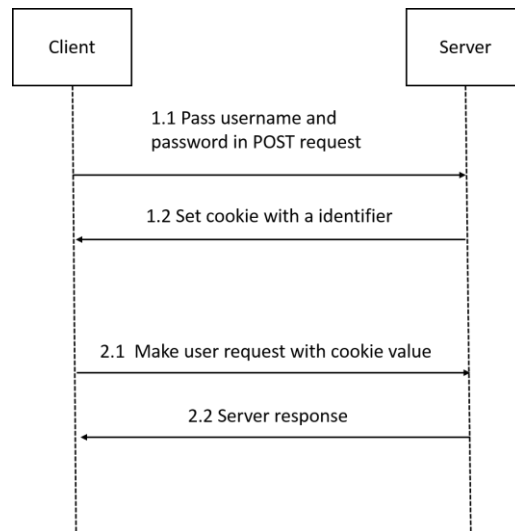 Client
Server
1.1 Pass username and
password in POST request
1.2 Set cookie with a identifier
2.1 Make user request with cookie value
2.2 Server response